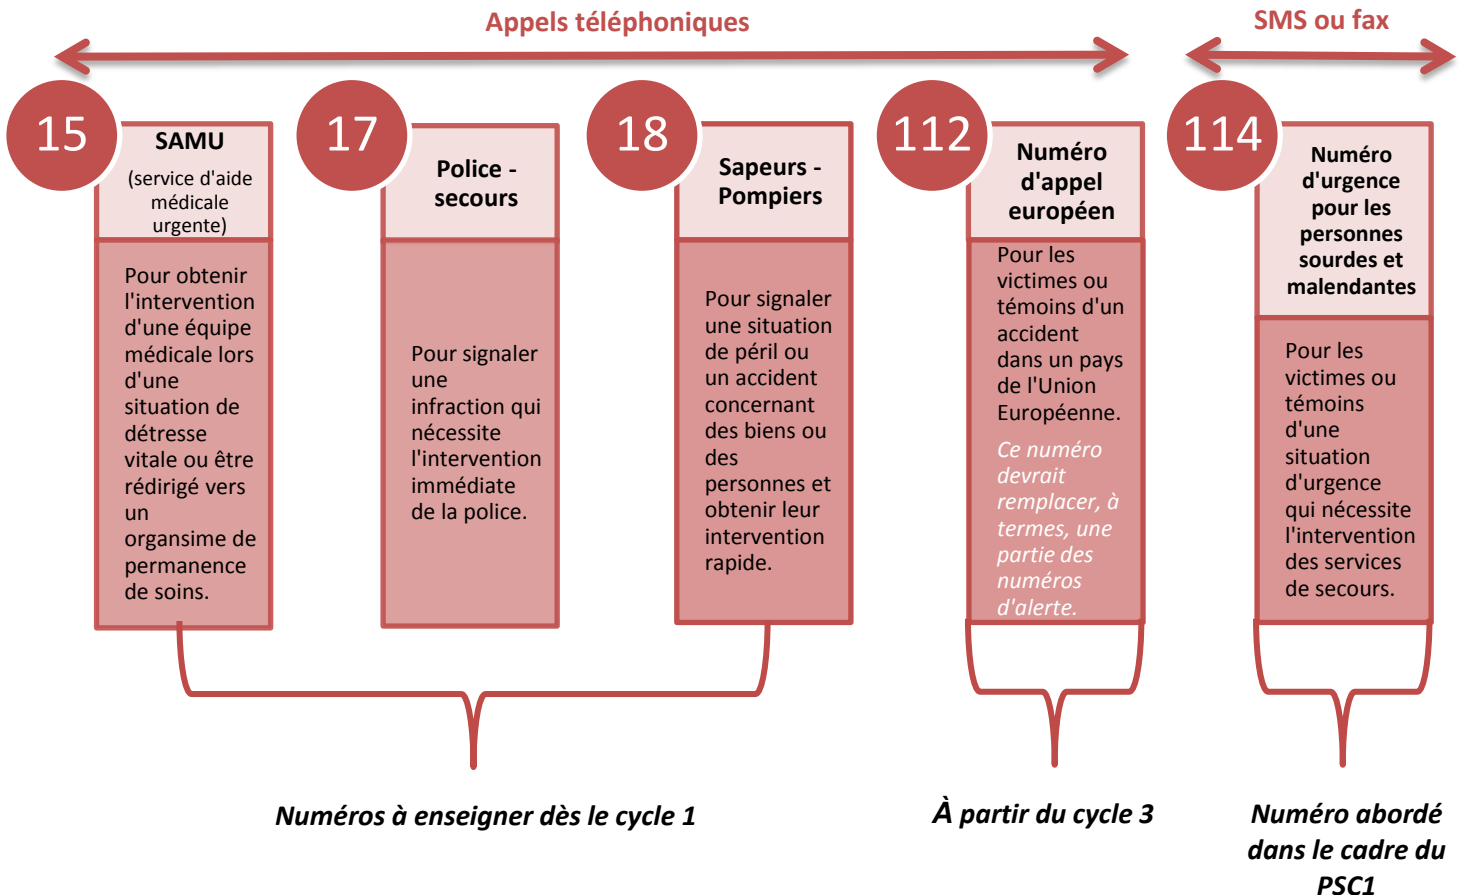 Appels téléphoniques
SMS ou fax
15
SAMU
(service d'aide
médicale
urgente)
Pour obtenir
l'intervention
d'une équipe
médicale lors
d'une
situation de
détresse
vitale ou être
rédirigé vers
un
organsime de
permanence
de soins.
17
Police -
secours
Pour signaler
une
infraction qui
nécessite
l'intervention
immédiate
de la police.
18
Sapeurs -
Pompiers
Pour signaler
une situation
de péril ou
un accident
concernant
des biens ou
des
personnes et
obtenir leur
intervention
rapide.
112
Numéro
d'appel
européen
Pour les
victimes ou
témoins d'un
accident
dans un pays
de l'Union
Européenne.
Ce numéro
devrait
remplacer, à
termes, une
partie des
numéros
d'alerte.
114
Numéro
d'urgence
pour les
personnes
sourdes et
malendantes
Pour les
victimes ou
témoins
d'une
situation
d'urgence
qui nécessite
l'intervention
des services
de secours.
Numéros à enseigner dès le cycle 1
À partir du cycle 3
Numéro abordé
dans le cadre du
PSC1